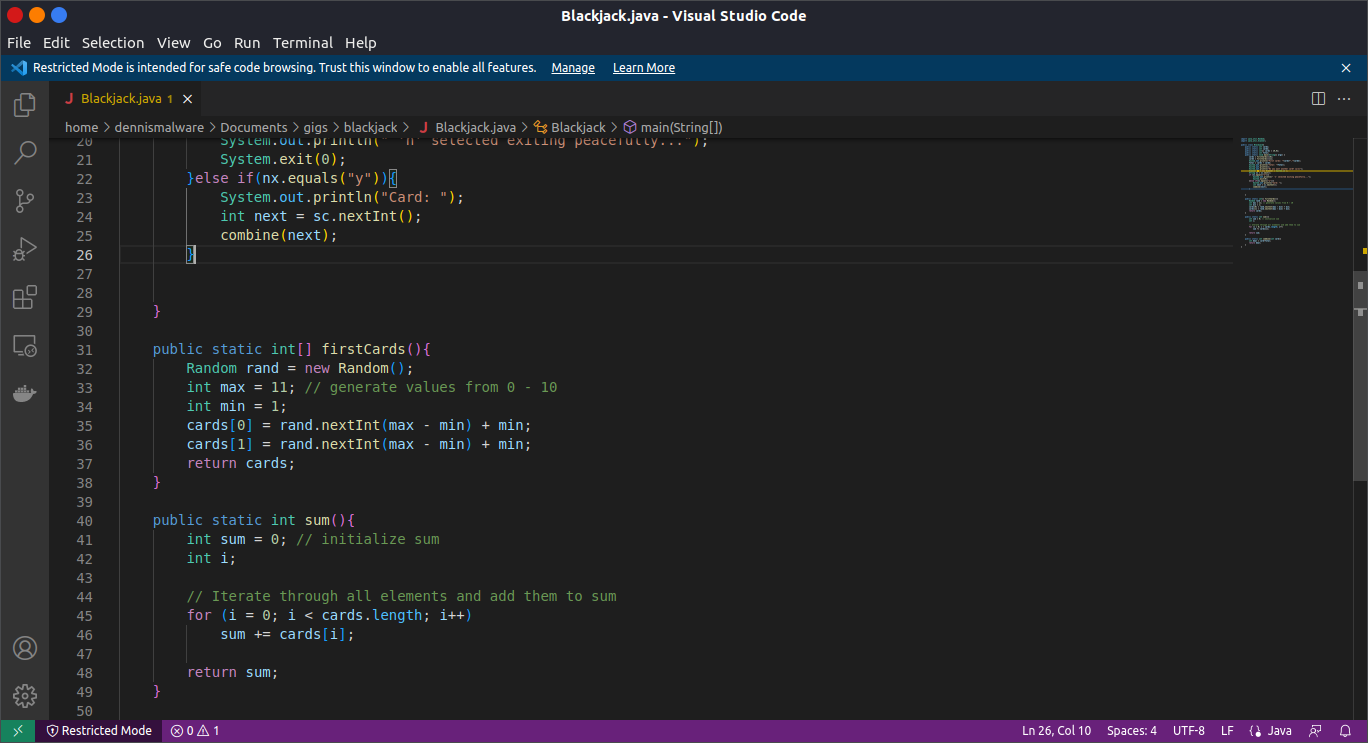 Blackjack.java - Visual Studio Code
File Edit Selection View Go Run Terminal Help
Restricted Mode is intended for safe code browsing. Trust this window to enable all features. Manage Learn More
J Blackjack.java 1
home > dennismalware > Documents > gigs > blackjack > J Blackjack.java > Blackjack > main(String[])
20 System.out.println(" 'n' selected exiting peacefully...");
21 System.exit(0);
22 }else if(nx.equals("y")){
23 System.out.println("Card: ");
24 int next = sc.nextInt();
25 combine(next);
26 }
27
28
29 }
30
31 public static int[] firstCards(){
32 Random rand = new Random();
33 int max = 11; // generate values from 0 - 10
34 int min = 1;
35 cards[0] = rand.nextInt(max - min) + min;
36 cards[1] = rand.nextInt(max - min) + min;
37 return cards;
38 }
39
40 public static int sum(){
41 int sum = 0; // initialize sum
42 int i;
43
44 // Iterate through all elements and add them to sum
45 for (i = 0; i < cards.length; i++)
46 sum += cards[i];
47
48 return sum;
49 }
50
Restricted Mode 0 1 Ln 26, Col 10 Spaces: 4 UTF-8 LF {} Java